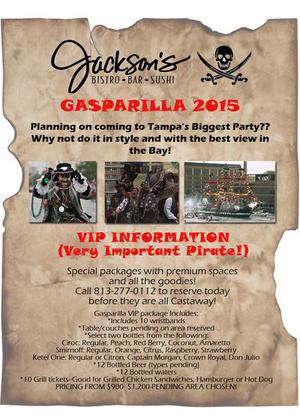 Jackson's
BISTRO • BAR • SUSHI
GASPARILLA 2015
Planning on coming to Tampa's Biggest Party??
Why not do it in style and with the best view in
the Bay!
VIP INFORMATION
(Very Important Pirate!)
Special packages with premium spaces
and all the goodies!
Call 813-277-0112 to reserve today
before they are all Castaway!
Gasparilla VIP package Includes:
*Includes 10 wristbands
*Table/couches pending on area reserved
*Select two bottles from the following:
Ciroc: Regular, Peach, Red Berry, Coconut, Amaretto
Smirnoff: Regular, Orange, Citrus, Raspberry, Strawberry
Ketel One: Regular or Citron, Captain Morgan, Crown Royal, Don Julio
*12 Bottled Beer (types pending)
*12 Bottled waters
*10 Grill tickets-Good for Grilled Chicken Sandwiches, Hamburger or Hot Dog
PRICING FROM $900- $1,200-PENDING AREA CHOSEN!